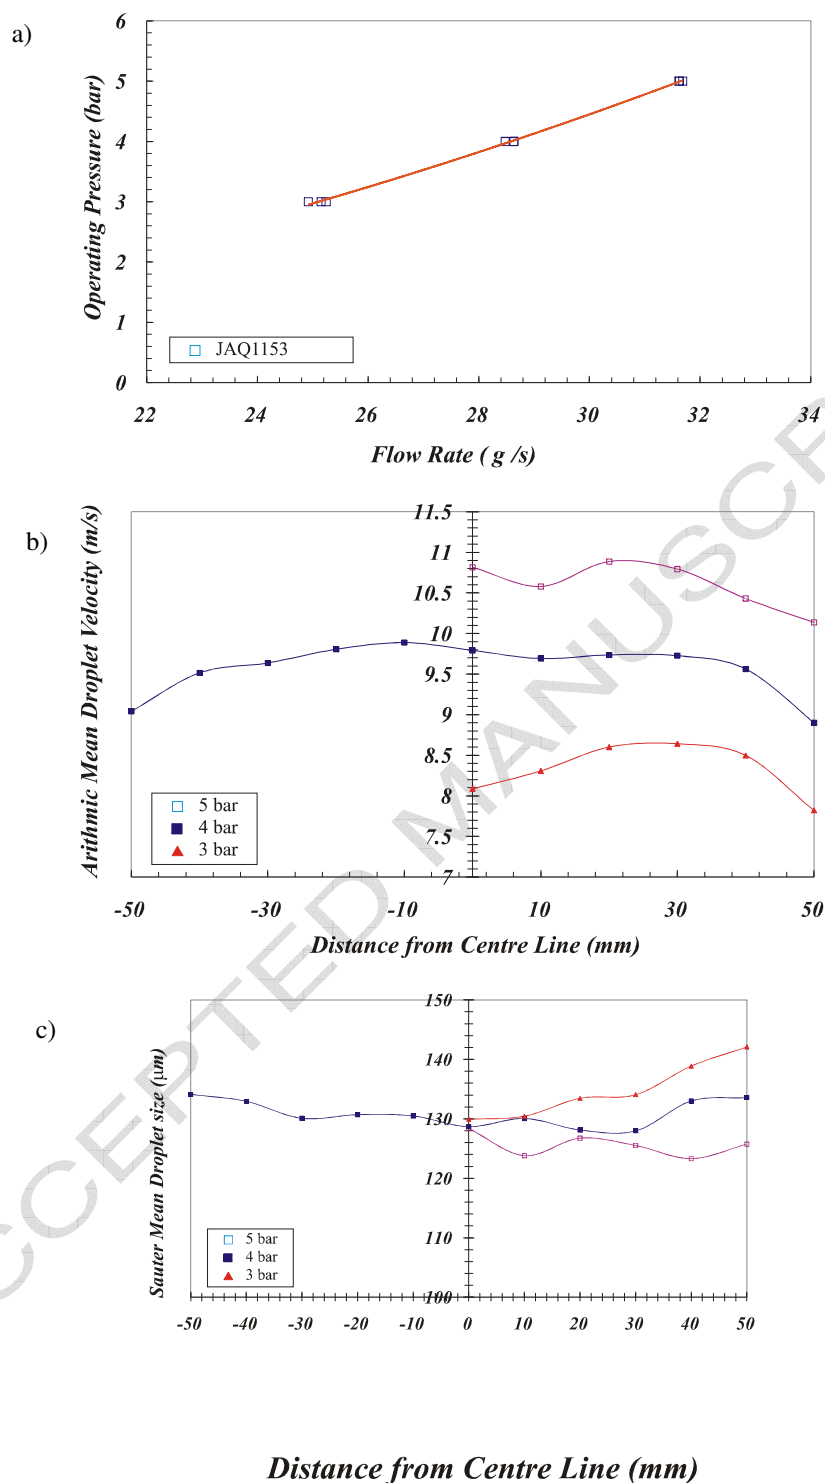 a)
6
5
4
3
2
1
0
Operating Pressure (bar)
JAQ1153
22 24 26 28 30 32 34
Flow Rate ( g /s)
b)
11.5
11
10.5
10
9.5
9
8.5
8
7.5
7
Arithmic Mean Droplet Velocity (m/s)
5 bar
4 bar
3 bar
-50 -30 -10 10 30 50
Distance from Centre Line (mm)
c)
150
140
130
120
110
100
Sauter Mean Droplet size (µm)
5 bar
4 bar
3 bar
-50 -40 -30 -20 -10 0 10 20 30 40 50
Distance from Centre Line (mm)
CCEPTED MANUSCR